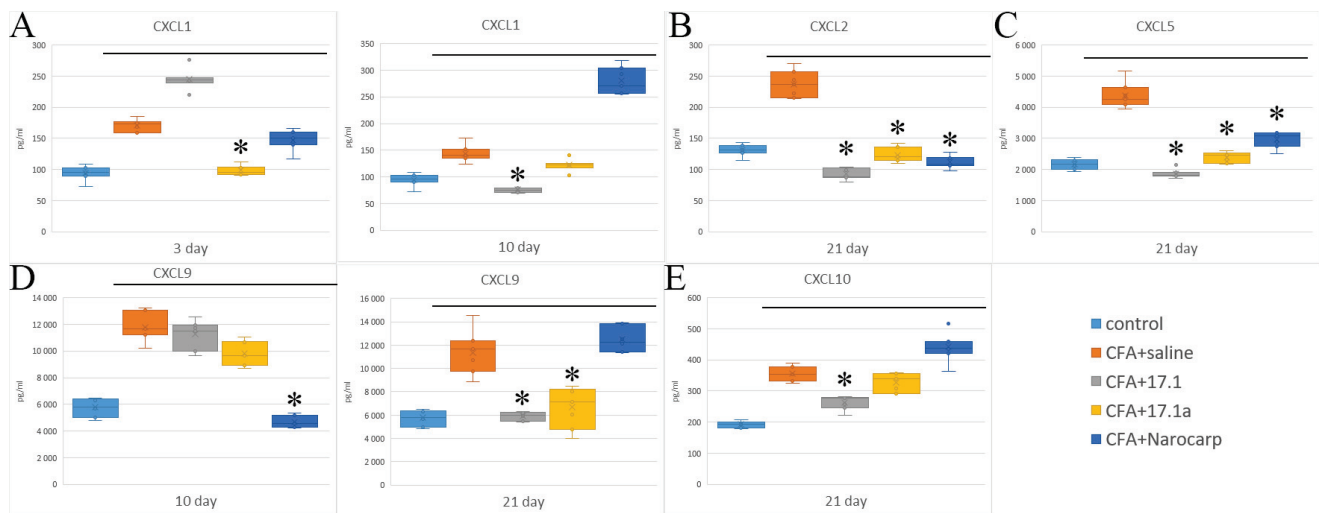 A
CXCL1
300
250
200
150
100
50
0
pg/ml
*
3 day
CXCL1
350
300
250
200
150
100
50
0
pg/ml
*
10 day
B
CXCL2
300
250
200
150
100
50
0
pg/ml
*
*
*
21 day
C
CXCL5
6 000
5 000
4 000
3 000
2 000
1 000
0
pg/ml
*
*
*
21 day
D
CXCL9
14 000
12 000
10 000
8 000
6 000
4 000
2 000
0
pg/ml
*
10 day
CXCL9
16 000
14 000
12 000
10 000
8 000
6 000
4 000
2 000
0
pg/ml
*
*
21 day
E
CXCL10
600
500
400
300
200
100
0
pg/ml
*
21 day
control
CFA+saline
CFA+17.1
CFA+17.1a
CFA+Narocarp